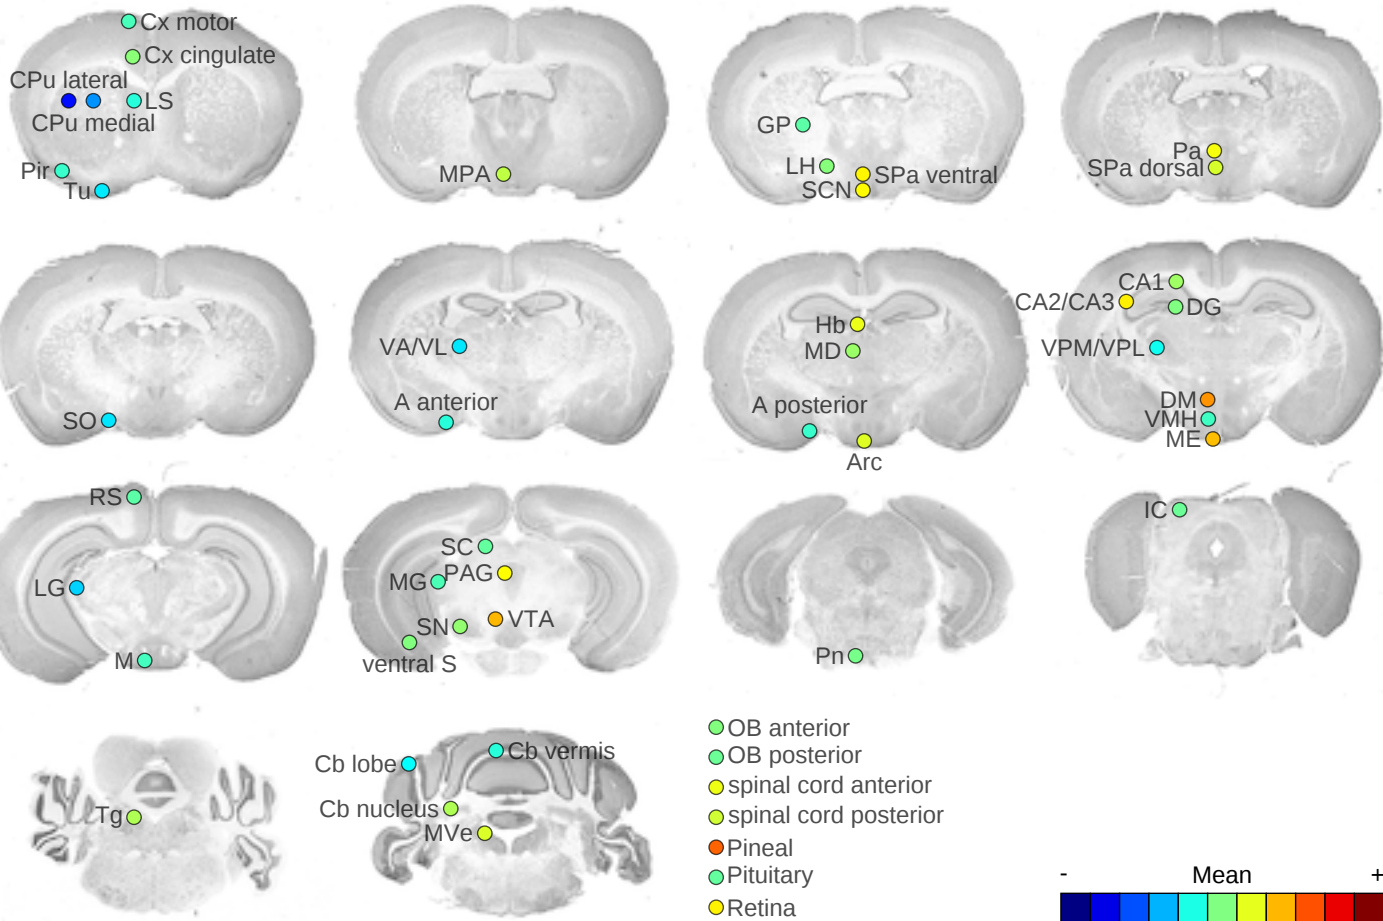 Cx motor
Cx cingulate
CPu lateral
LS
CPu medial
Pir
Tu
MPA
GP
LH
SPa ventral
SCN
Pa
SPa dorsal
SO
VA/VL
A anterior
Hb
MD
A posterior
Arc
CA1
CA2/CA3
DG
VPM/VPL
DM
VMH
ME
RS
LG
M
SC
PAG
MG
VTA
SN
ventral S
Pn
IC
Tg
Cb lobe
Cb vermis
Cb nucleus
MVe
OB anterior
OB posterior
spinal cord anterior
spinal cord posterior
Pineal
Pituitary
Retina
- Mean +